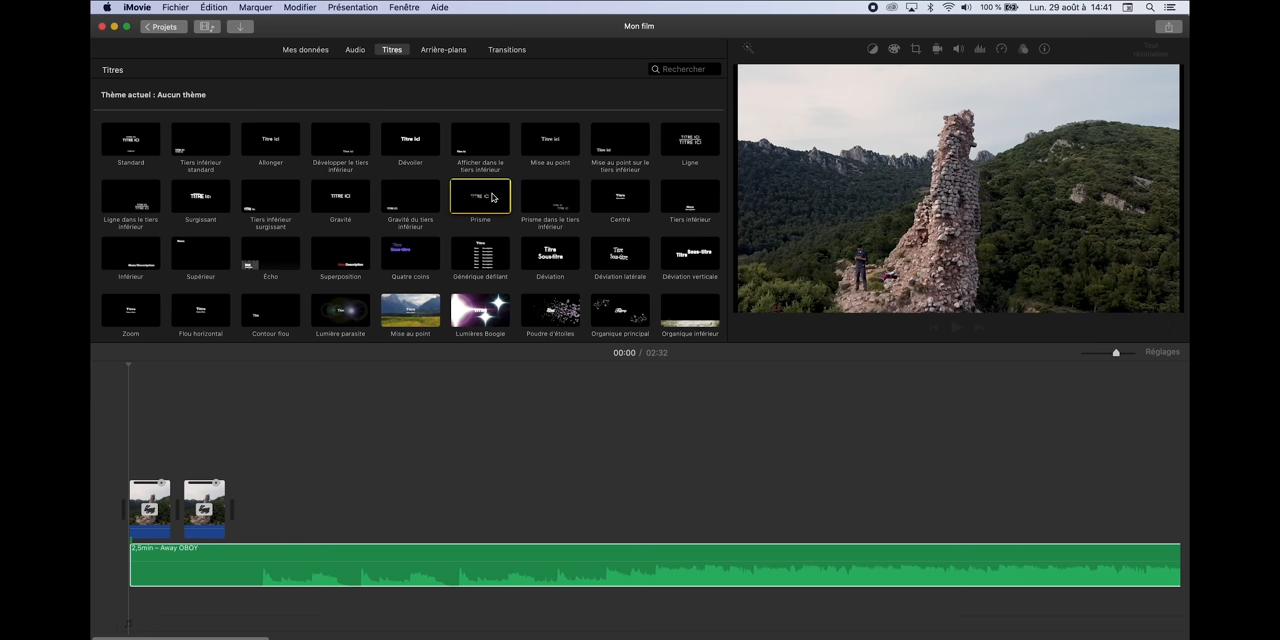 iMovie Fichier Édition Marquer Modifier Présentation Fenêtre Aide 100 % Lun. 29 août à 14:41
Projets Mon film
Mes données Audio Titres Arrière-plans Transitions
Titres Rechercher
Thème actuel : Aucun thème
Standard
Tiers inférieur standard
Allonger
Développer le tiers inférieur
Dévoiler
Afficher dans le tiers inférieur
Mise au point
Mise au point sur le tiers inférieur
Ligne
Ligne dans le tiers inférieur
Surgissant
Tiers inférieur surgissant
Gravité
Gravité du tiers inférieur
Prisme
Prisme dans le tiers inférieur
Centré
Tiers inférieur
Inférieur
Supérieur
Écho
Superposition
Quatre coins
Générique défilant
Déviation
Déviation latérale
Déviation verticale
Zoom
Flou horizontal
Contour flou
Lumière parasite
Mise au point
Lumières Boogie
Poudre d'étoiles
Organique principal
Organique inférieur
00:00 / 02:32
Réglages
2,5min – Away OBOY